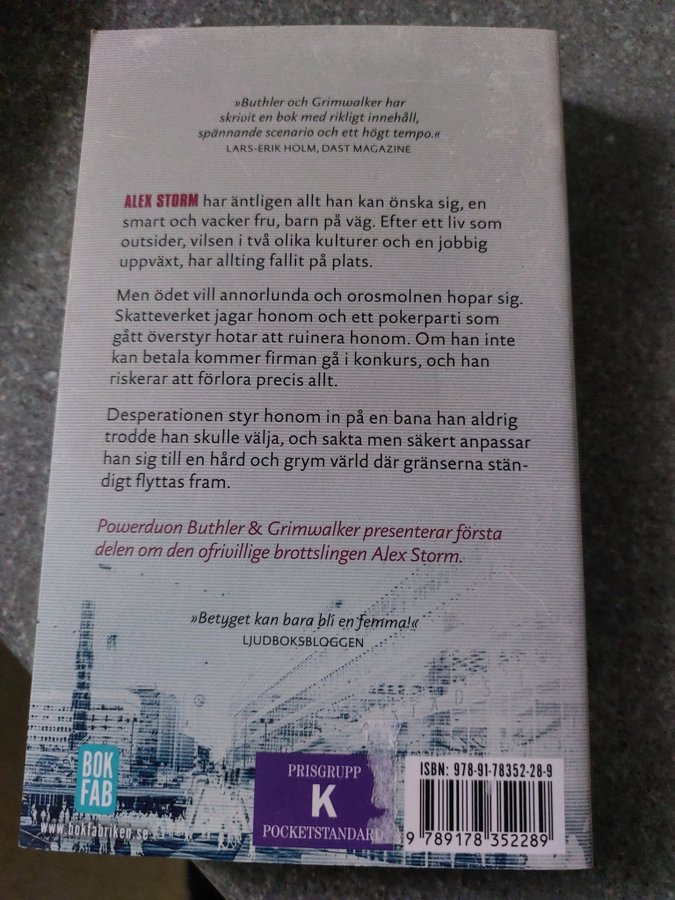 »Buthler och Grimwalker har
skrivit en bok med rikligt innehåll,
spännande scenario och ett högt tempo.«
LARS-ERIK HOLM, DAST MAGAZINE
ALEX STORM har äntligen allt han kan önska sig, en
smart och vacker fru, barn på väg. Efter ett liv som
outsider, vilsen i två olika kulturer och en jobbig
uppväxt, har allting fallit på plats.
Men ödet vill annorlunda och orosmolnen hopar sig.
Skatteverket jagar honom och ett pokerparti som
gått överstyr hotar att ruinera honom. Om han inte
kan betala kommer firman gå i konkurs, och han
riskerar att förlora precis allt.
Desperationen styr honom in på en bana han aldrig
trodde han skulle välja, och sakta men säkert anpassar
han sig till en hård och grym värld där gränserna stän-
digt flyttas fram.
Powerduon Buthler & Grimwalker presenterar första
delen om den ofrivillige brottslingen Alex Storm.
»Betyget kan bara bli en femma!«
LJUDBOKSBLOGGEN
BOK
FAB
www.bokfabriken.se
PRISGRUPP
K
POCKETSTANDARD
ISBN: 978-91-78352-28-9
9 789178 352289